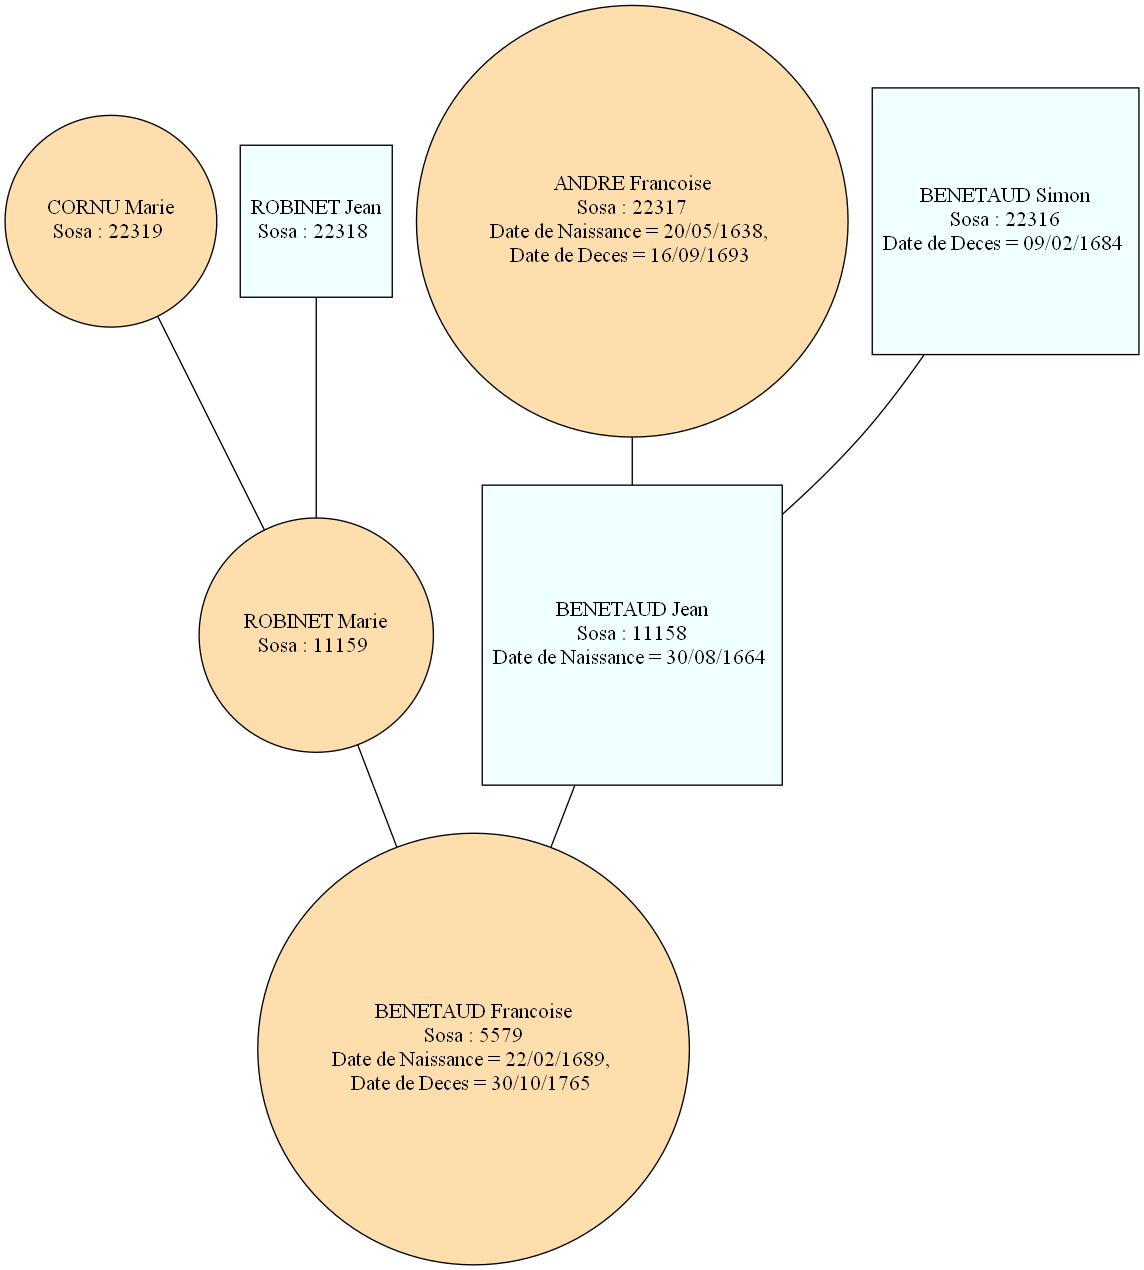 CORNU Marie
Sosa : 22319
ROBINET Jean
Sosa : 22318
ANDRE Francoise
Sosa : 22317
Date de Naissance = 20/05/1638,
Date de Deces = 16/09/1693
BENETAUD Simon
Sosa : 22316
Date de Deces = 09/02/1684
ROBINET Marie
Sosa : 11159
BENETAUD Jean
Sosa : 11158
Date de Naissance = 30/08/1664
BENETAUD Francoise
Sosa : 5579
Date de Naissance = 22/02/1689,
Date de Deces = 30/10/1765